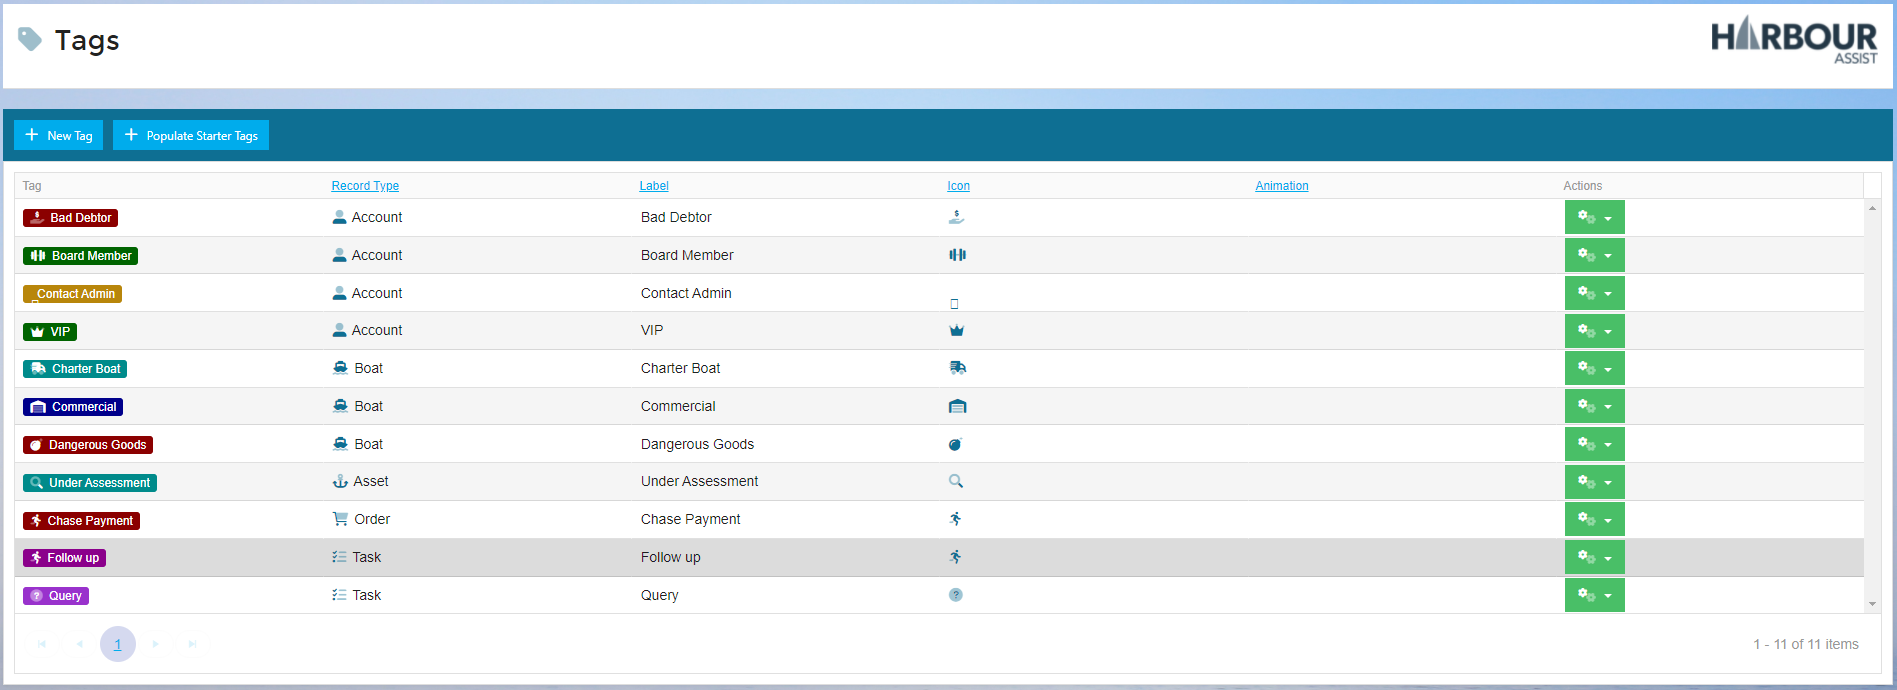 Tags
HARBOUR
ASSIST
New Tag Populate Starter Tags
Tag Record Type Label Icon Animation Actions
Bad Debtor Account Bad Debtor
Board Member Account Board Member
Contact Admin Account Contact Admin
VIP Account VIP
Charter Boat Boat Charter Boat
Commercial Boat Commercial
Dangerous Goods Boat Dangerous Goods
Under Assessment Asset Under Assessment
Chase Payment Order Chase Payment
Follow up Task Follow up
Query Task Query
1 1 - 11 of 11 items